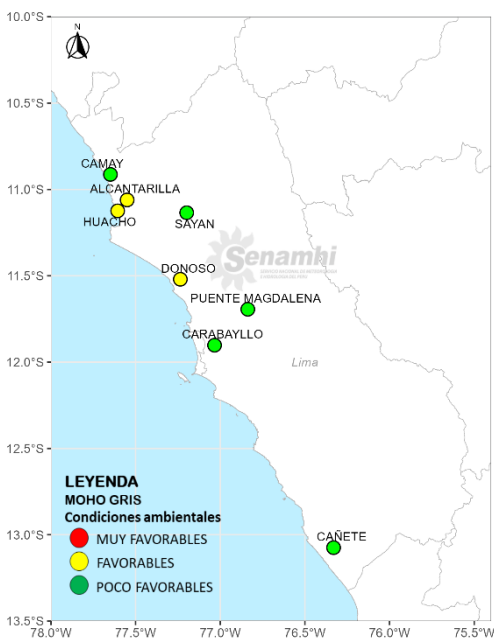 10.0°S
N
10.5°S
CAMAY
11.0°S
ALCANTARILLA
HUACHO
SAYAN
Senamhi
11.5°S
DONOSO
PUENTE MAGDALENA
CARABAYLLO
12.0°S
Lima
12.5°S
LEYENDA
MOHO GRIS
Condiciones ambientales
MUY FAVORABLES
FAVORABLES
POCO FAVORABLES
13.0°S
CAÑETE
13.5°S
78.0°W 77.5°W 77.0°W 76.5°W 76.0°W 75.5°W